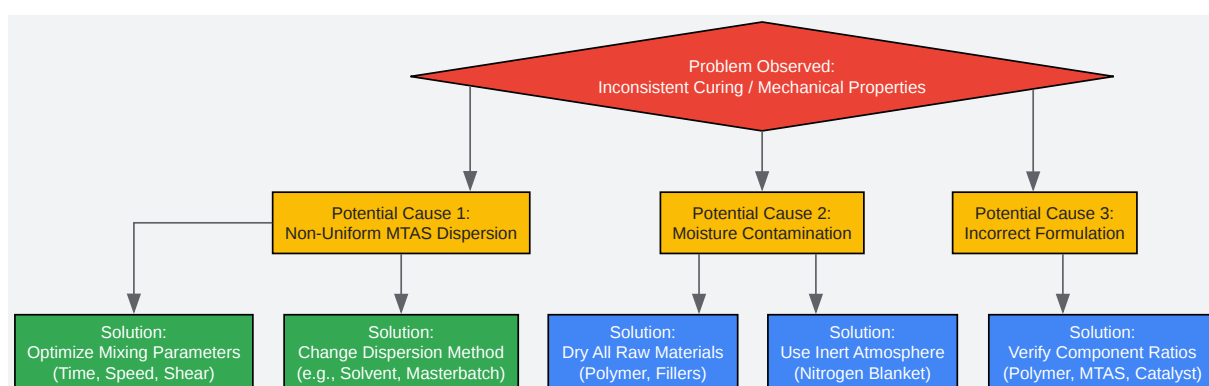 Problem Observed:
Inconsistent Curing / Mechanical Properties
Potential Cause 1:
Non-Uniform MTAS Dispersion
Potential Cause 2:
Moisture Contamination
Potential Cause 3:
Incorrect Formulation
Solution:
Optimize Mixing Parameters
(Time, Speed, Shear)
Solution:
Change Dispersion Method
(e.g., Solvent, Masterbatch)
Solution:
Dry All Raw Materials
(Polymer, Fillers)
Solution:
Use Inert Atmosphere
(Nitrogen Blanket)
Solution:
Verify Component Ratios
(Polymer, MTAS, Catalyst)